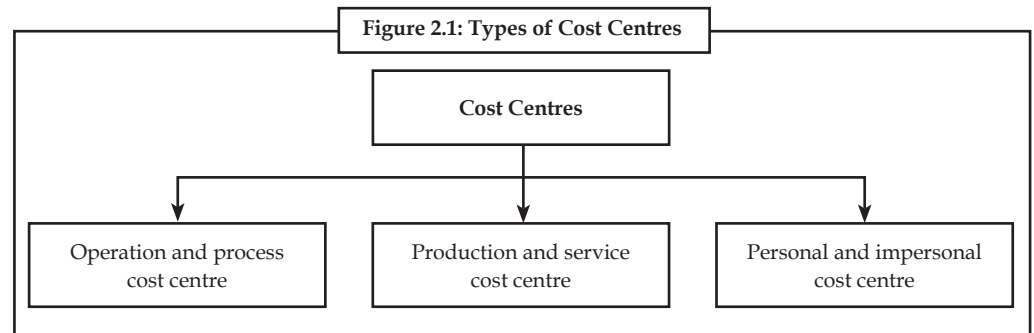 Figure 2.1: Types of Cost Centres
Cost Centres
Operation and process
cost centre
Production and service
cost centre
Personal and impersonal
cost centre